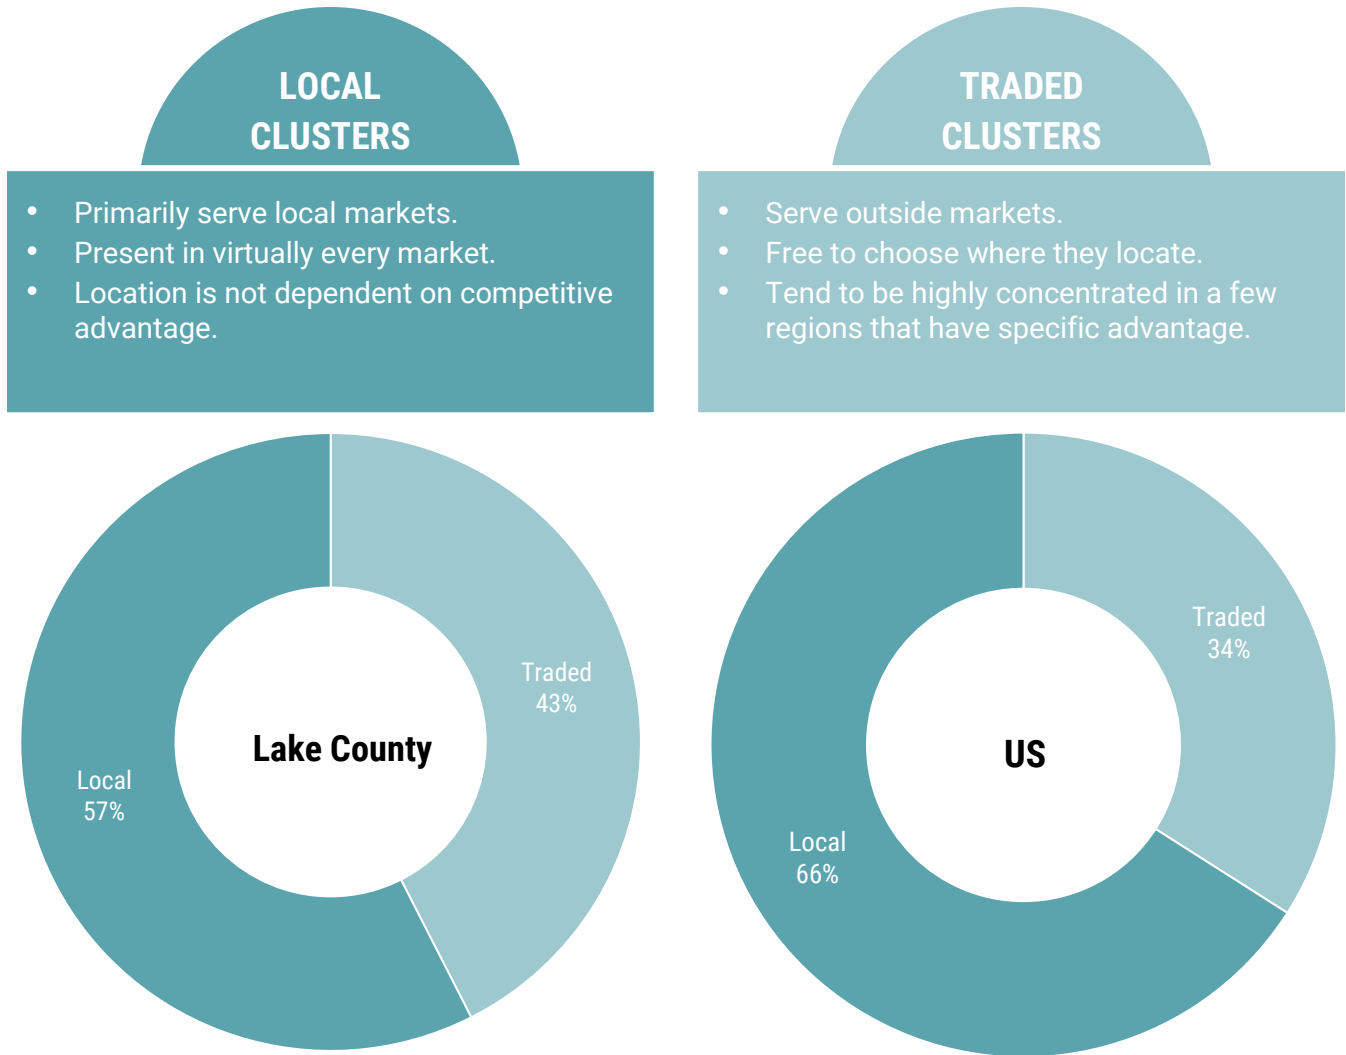 LOCAL
CLUSTERS
• Primarily serve local markets.
• Present in virtually every market.
• Location is not dependent on competitive
advantage.
TRADED
CLUSTERS
• Serve outside markets.
• Free to choose where they locate.
• Tend to be highly concentrated in a few
regions that have specific advantage.
Traded
43%
Lake County
Local
57%
Traded
34%
US
Local
66%